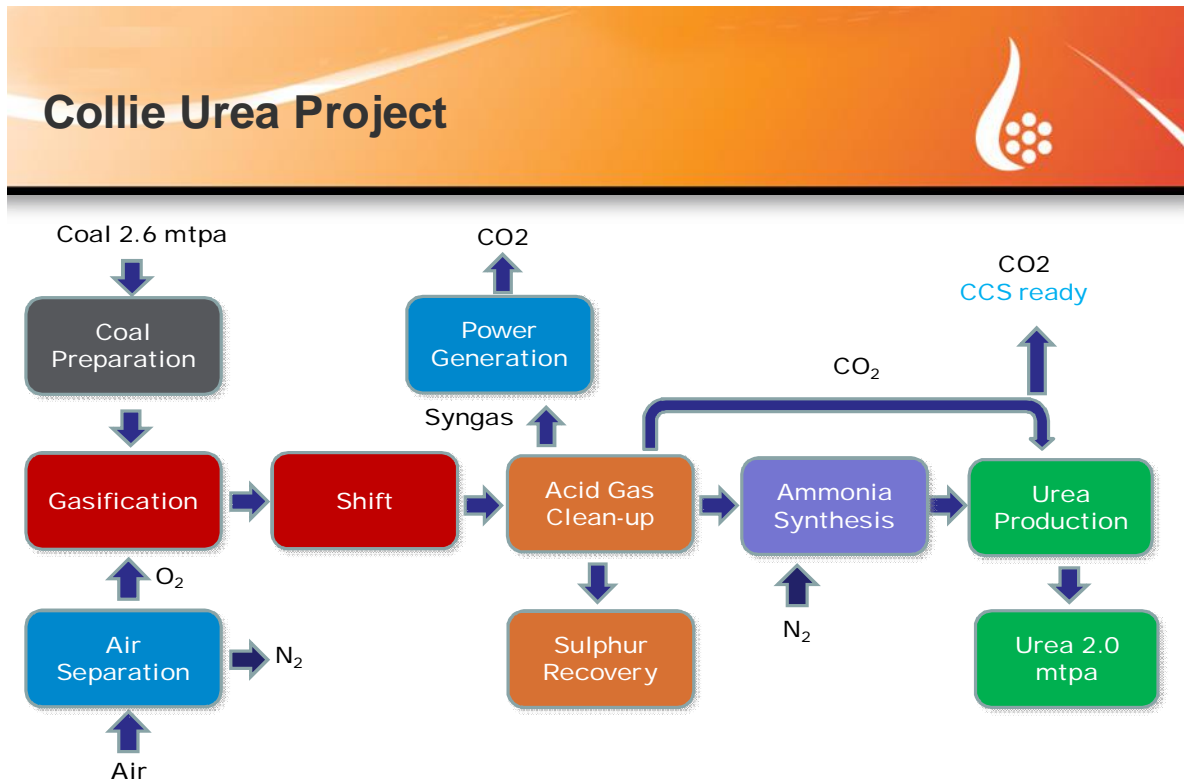 Collie Urea Project
Coal 2.6 mtpa
CO2
CO2
CCS ready
Coal
Preparation
Power
Generation
CO₂
Syngas
Gasification
Shift
Acid Gas
Clean-up
Ammonia
Synthesis
Urea
Production
O₂
N₂
Air
Separation
N₂
Sulphur
Recovery
Urea 2.0
mtpa
Air